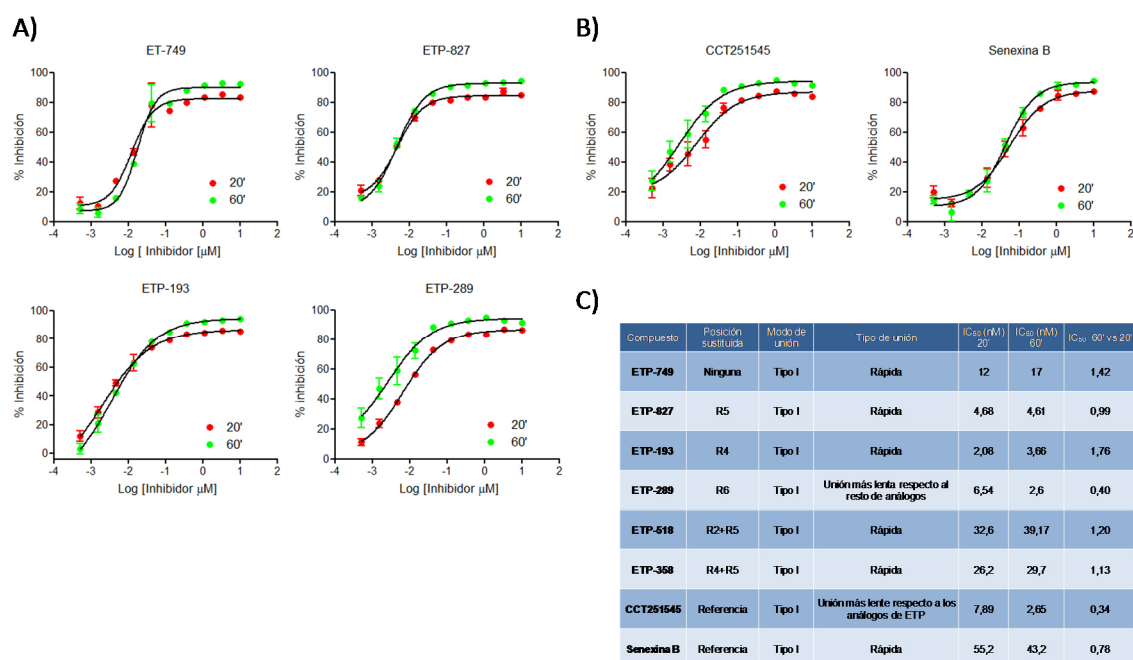 A)
B)
ET-749
% Inhibición
100
80
60
40
20
0
20'
60'
-4 -3 -2 -1 0 1 2
Log [Inhibidor [µM]
ETP-827
% Inhibición
100
80
60
40
20
0
20'
60'
-4 -3 -2 -1 0 1 2
Log [Inhibidor µM]
CCT251545
% Inhibición
100
80
60
40
20
0
20'
60'
-4 -3 -2 -1 0 1 2
Log [Inhibidor µM]
Senexina B
% Inhibición
100
80
60
40
20
0
20'
60'
-4 -3 -2 -1 0 1 2
Log [Inhibidor µM]
ETP-193
% Inhibición
100
80
60
40
20
0
20'
60'
-4 -3 -2 -1 0 1 2
Log [Inhibidor µM]
ETP-289
% Inhibición
100
80
60
40
20
0
20'
60'
-4 -3 -2 -1 0 1 2
Log [Inhibidor µM]
C)
Compuesto Posición sustituida Modo de unión Tipo de unión IC₅₀ (nM) 20' IC₅₀ (nM) 60' IC₅₀ 60' vs 20'
ETP-749 Ninguna Tipo I Rápida 12 17 1,42
ETP-827 R5 Tipo I Rápida 4,68 4,61 0,99
ETP-193 R4 Tipo I Rápida 2,08 3,66 1,76
ETP-289 R6 Tipo I Unión más lenta respecto al resto de análogos 6,54 2,6 0,40
ETP-518 R2+R5 Tipo I Rápida 32,6 39,17 1,20
ETP-358 R4+R5 Tipo I Rápida 26,2 29,7 1,13
CCT251545 Referencia Tipo I Unión más lente respecto a los análogos de ETP 7,89 2,65 0,34
Senexina B Referencia Tipo I Rápida 55,2 43,2 0,78